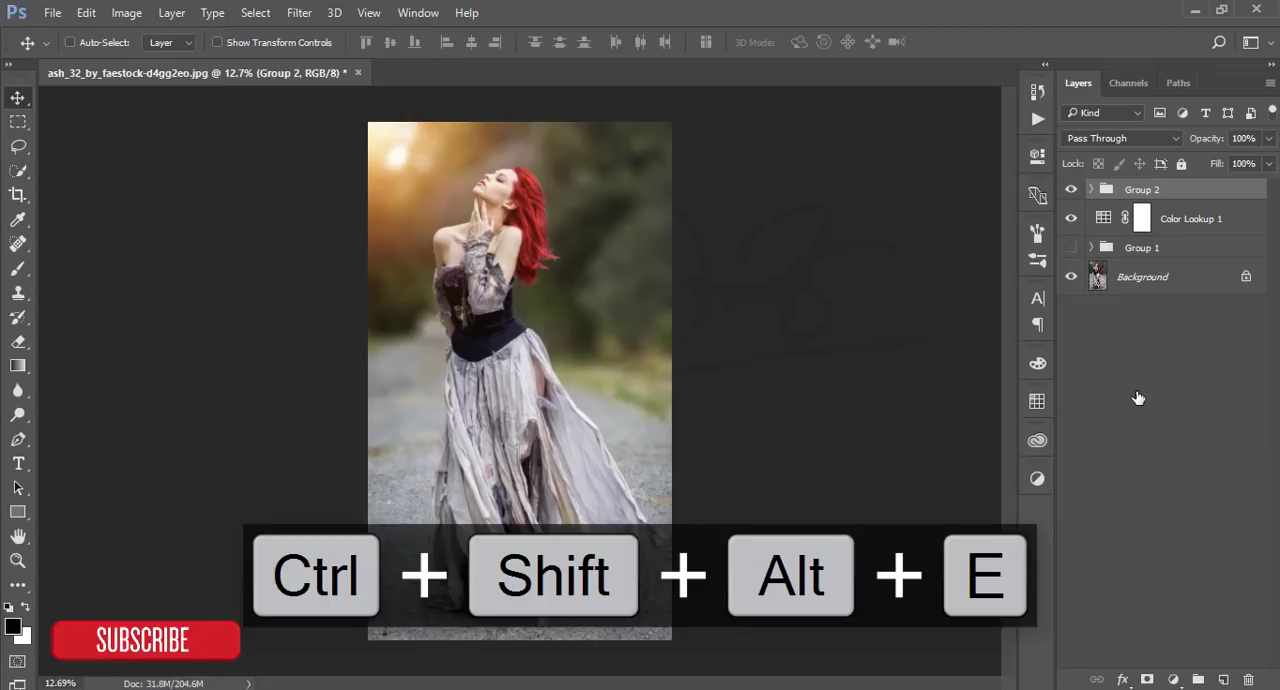 Ps File Edit Image Layer Type Select Filter 3D View Window Help
Auto-Select: Layer Show Transform Controls 3D Mode:
ash_32_by_faestock-d4gg2eo.jpg @ 12.7% (Group 2, RGB/8) * ×
Layers Channels Paths
Kind
Pass Through Opacity: 100%
Lock: Fill: 100%
Group 2
Color Lookup 1
Group 1
Background
Ctrl + Shift + Alt + E
SUBSCRIBE
12.69% Doc: 31.8M/204.6M